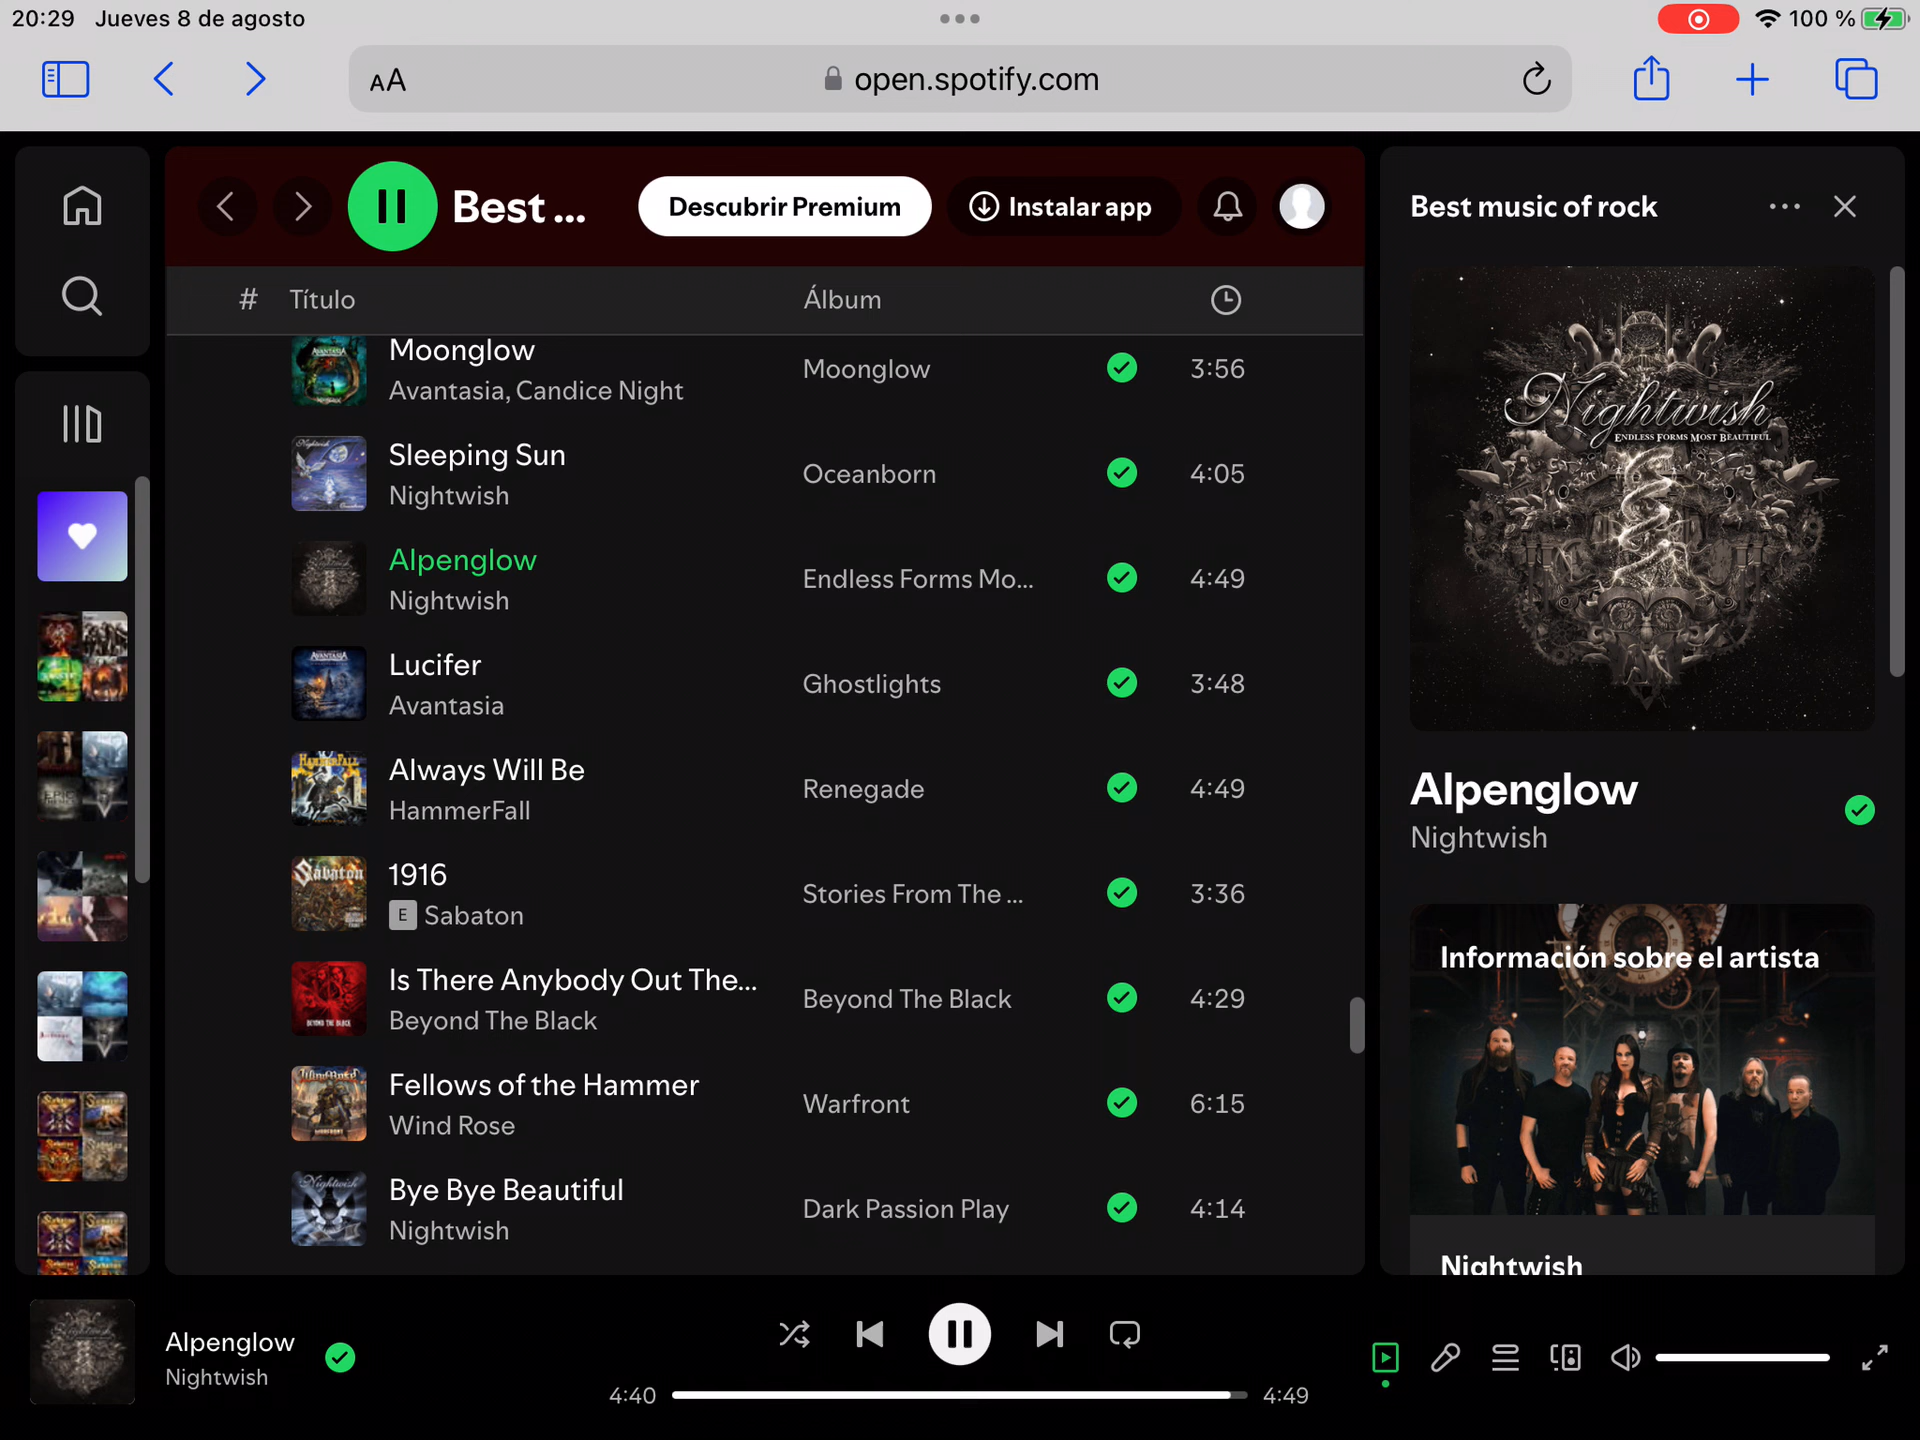 20:29 Jueves 8 de agosto
100 %
AA
open.spotify.com
Best ...
Descubrir Premium
Instalar app
# Título Álbum
Moonglow
Avantasia, Candice Night
Moonglow
3:56
Sleeping Sun
Nightwish
Oceanborn
4:05
Alpenglow
Nightwish
Endless Forms Mo...
4:49
Lucifer
Avantasia
Ghostlights
3:48
Always Will Be
HammerFall
Renegade
4:49
1916
E Sabaton
Stories From The ...
3:36
Is There Anybody Out The...
Beyond The Black
Beyond The Black
4:29
Fellows of the Hammer
Wind Rose
Warfront
6:15
Bye Bye Beautiful
Nightwish
Dark Passion Play
4:14
Best music of rock
Nightwish
ENDLESS FORMS MOST BEAUTIFUL
Alpenglow
Nightwish
Información sobre el artista
Nightwish
Alpenglow
Nightwish
4:40
4:49